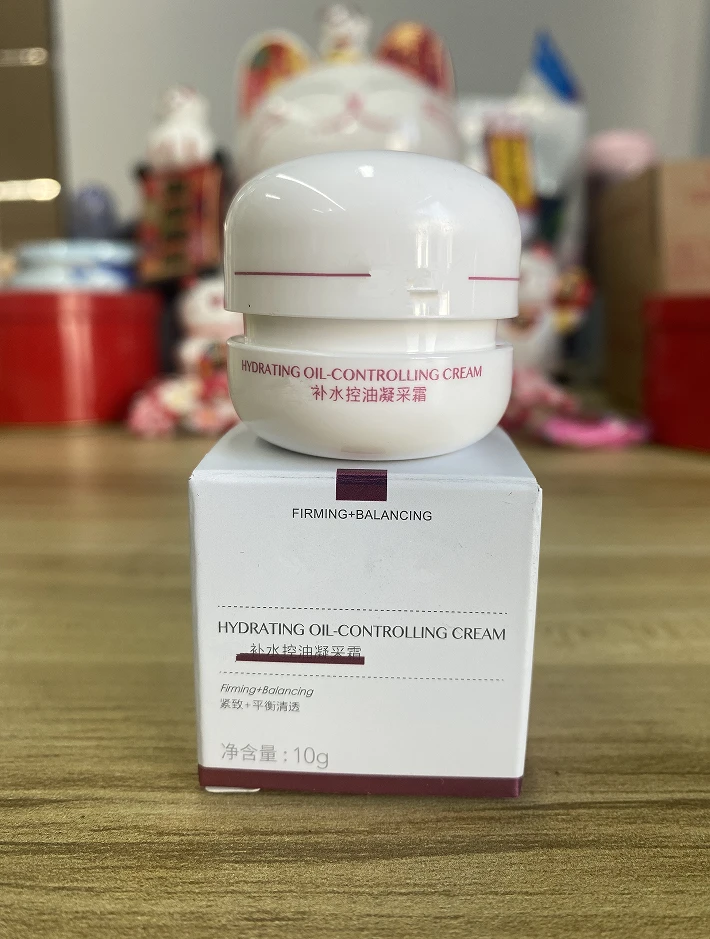 HYDRATING OIL-CONTROLLING CREAM
补水控油凝采霜
FIRMING+BALANCING
HYDRATING OIL-CONTROLLING CREAM
补水控油凝采霜
Firming+Balancing
紧致+平衡清透
净含量:10g